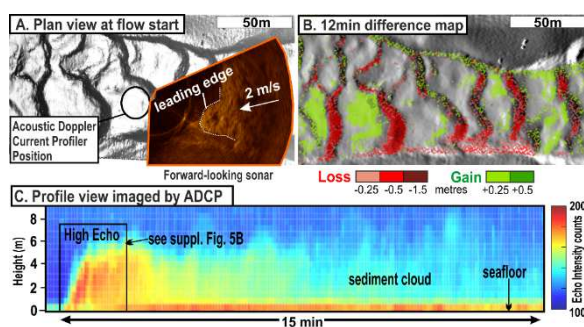 A. Plan view at flow start
50m
leading edge
2 m/s
Acoustic Doppler
Current Profiler
Position
Forward-looking sonar
B. 12min difference map
50m
Loss
-0.25 -0.5 -1.5
metres
Gain
+0.25 +0.5
C. Profile view imaged by ADCP
Height (m)
8
6
4
2
0
High Echo
see suppl. Fig. 5B
sediment cloud
seafloor
15 min
200
Echo Intensity counts